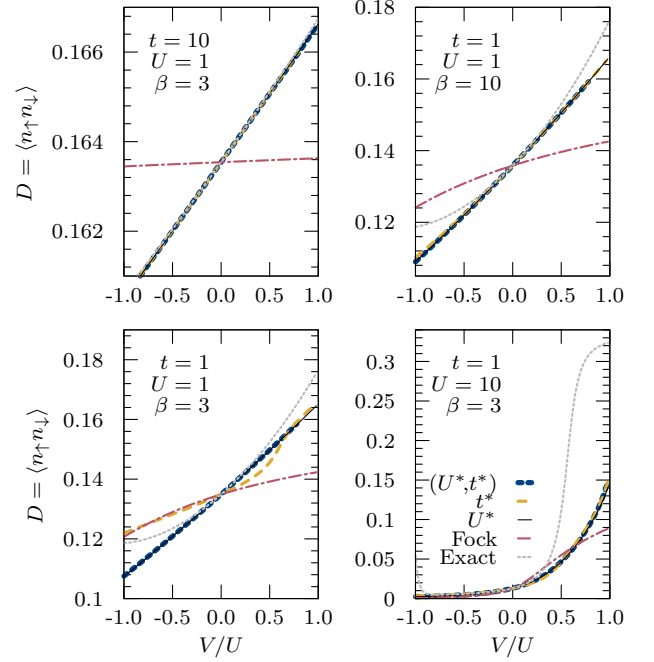 D = ⟨n↑n↓⟩
0.166
0.164
0.162
t = 10
U = 1
β = 3
-1.0 -0.5 0.0 0.5 1.0
0.18
0.16
0.14
0.12
t = 1
U = 1
β = 10
-1.0 -0.5 0.0 0.5 1.0
D = ⟨n↑n↓⟩
0.18
0.16
0.14
0.12
0.1
t = 1
U = 1
β = 3
-1.0 -0.5 0.0 0.5 1.0
V/U
0.3
0.25
0.2
0.15
0.1
0.05
0
t = 1
U = 10
β = 3
(U*,t*)
t*
U*
Fock
Exact
-1.0 -0.5 0.0 0.5 1.0
V/U